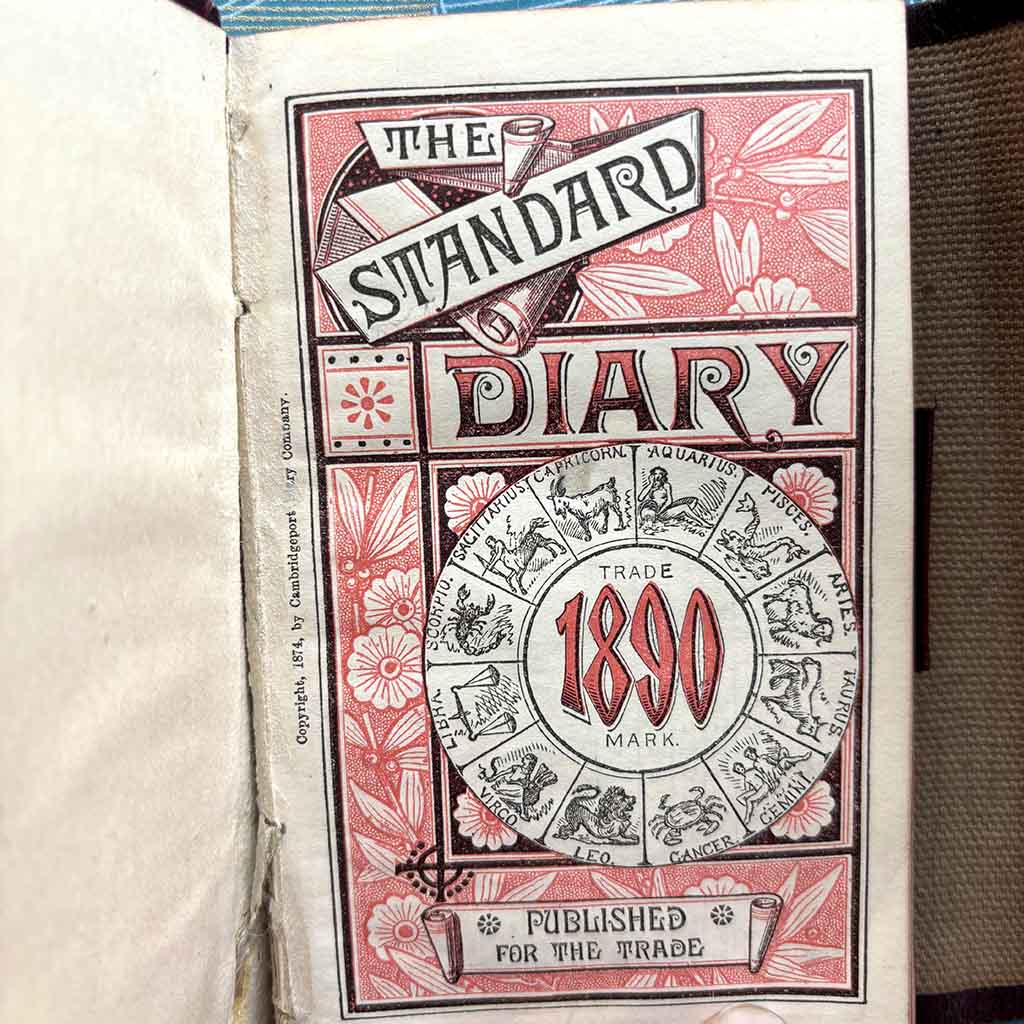 THE
STANDARD
DIARY
CAPRICORN.
AQUARIUS.
PISCES.
ARIES.
TAURUS.
GEMINI
CANCER.
LEO.
VIRGO
LIBRA.
SCORPIO.
SAGITTARIUS.
TRADE
1890
MARK.
PUBLISHED
FOR THE TRADE
Copyright, 1874, by Cambridgeport Company.